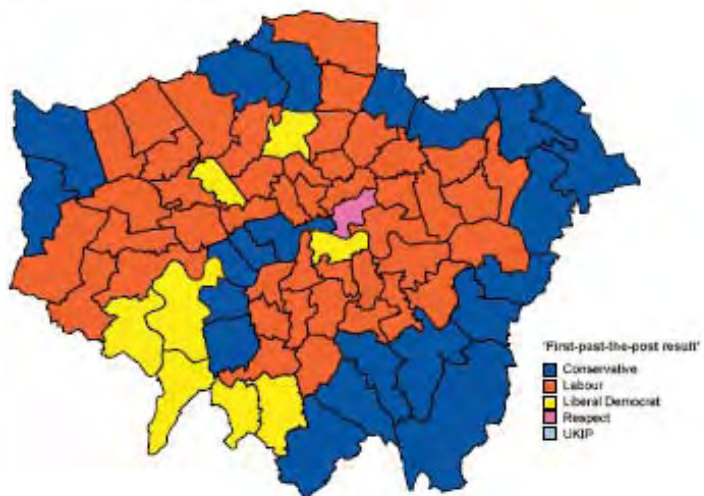 'First-past-the-post result'
Conservative
Labour
Liberal Democrat
Respect
UKIP